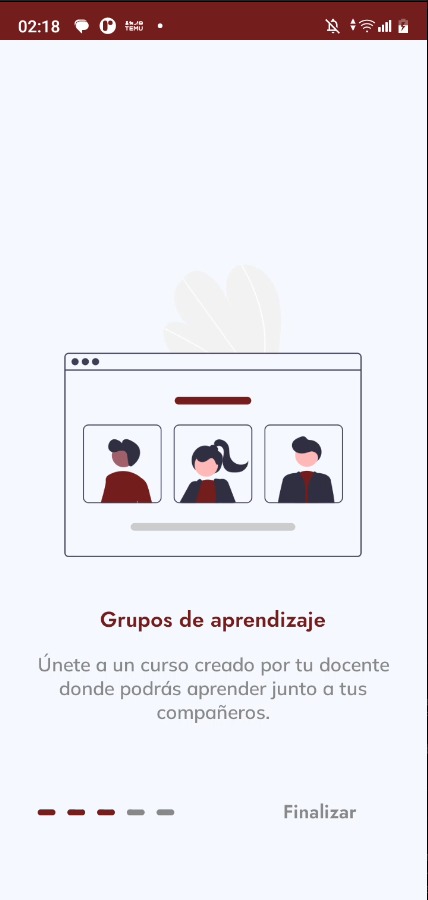 02:18
TEMU
Grupos de aprendizaje
Únete a un curso creado por tu docente
donde podrás aprender junto a tus
compañeros.
Finalizar